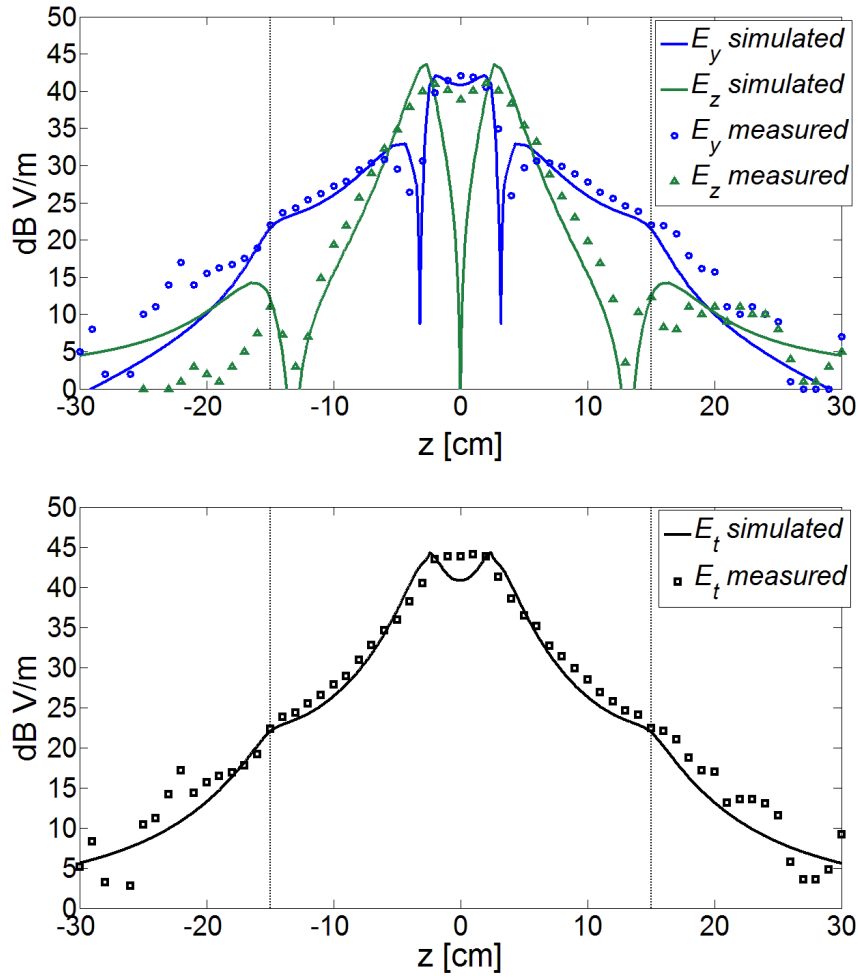 50
45
40
35
30
25
20
15
10
5
0
dB V/m
-30 -20 -10 0 10 20 30
z [cm]
E_y simulated
E_z simulated
E_y measured
E_z measured
50
45
40
35
30
25
20
15
10
5
0
dB V/m
-30 -20 -10 0 10 20 30
z [cm]
E_t simulated
E_t measured